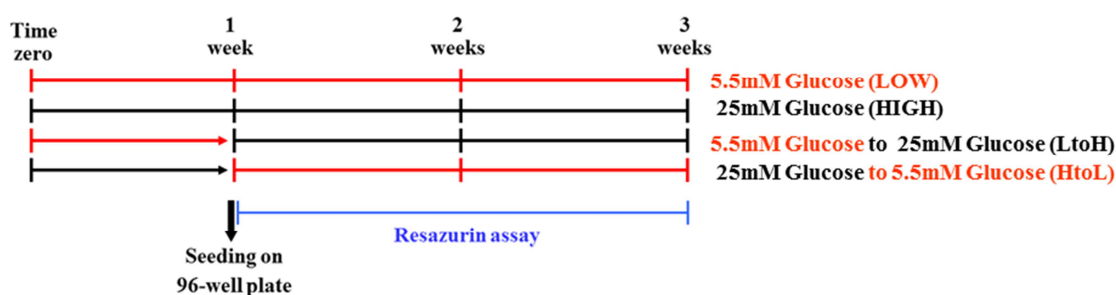 Time
zero
1
week
2
weeks
3
weeks
5.5mM Glucose (LOW)
25mM Glucose (HIGH)
5.5mM Glucose to 25mM Glucose (LtoH)
25mM Glucose to 5.5mM Glucose (HtoL)
Resazurin assay
Seeding on
96-well plate